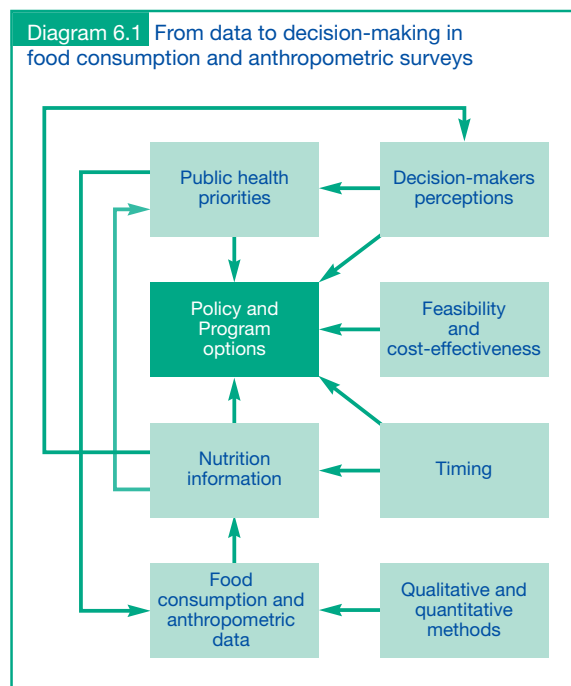 Diagram 6.1 From data to decision-making in
food consumption and anthropometric surveys
Public health
priorities
Decision-makers
perceptions
Policy and
Program
options
Feasibility
and
cost-effectiveness
Nutrition
information
Timing
Food
consumption and
anthropometric
data
Qualitative and
quantitative
methods